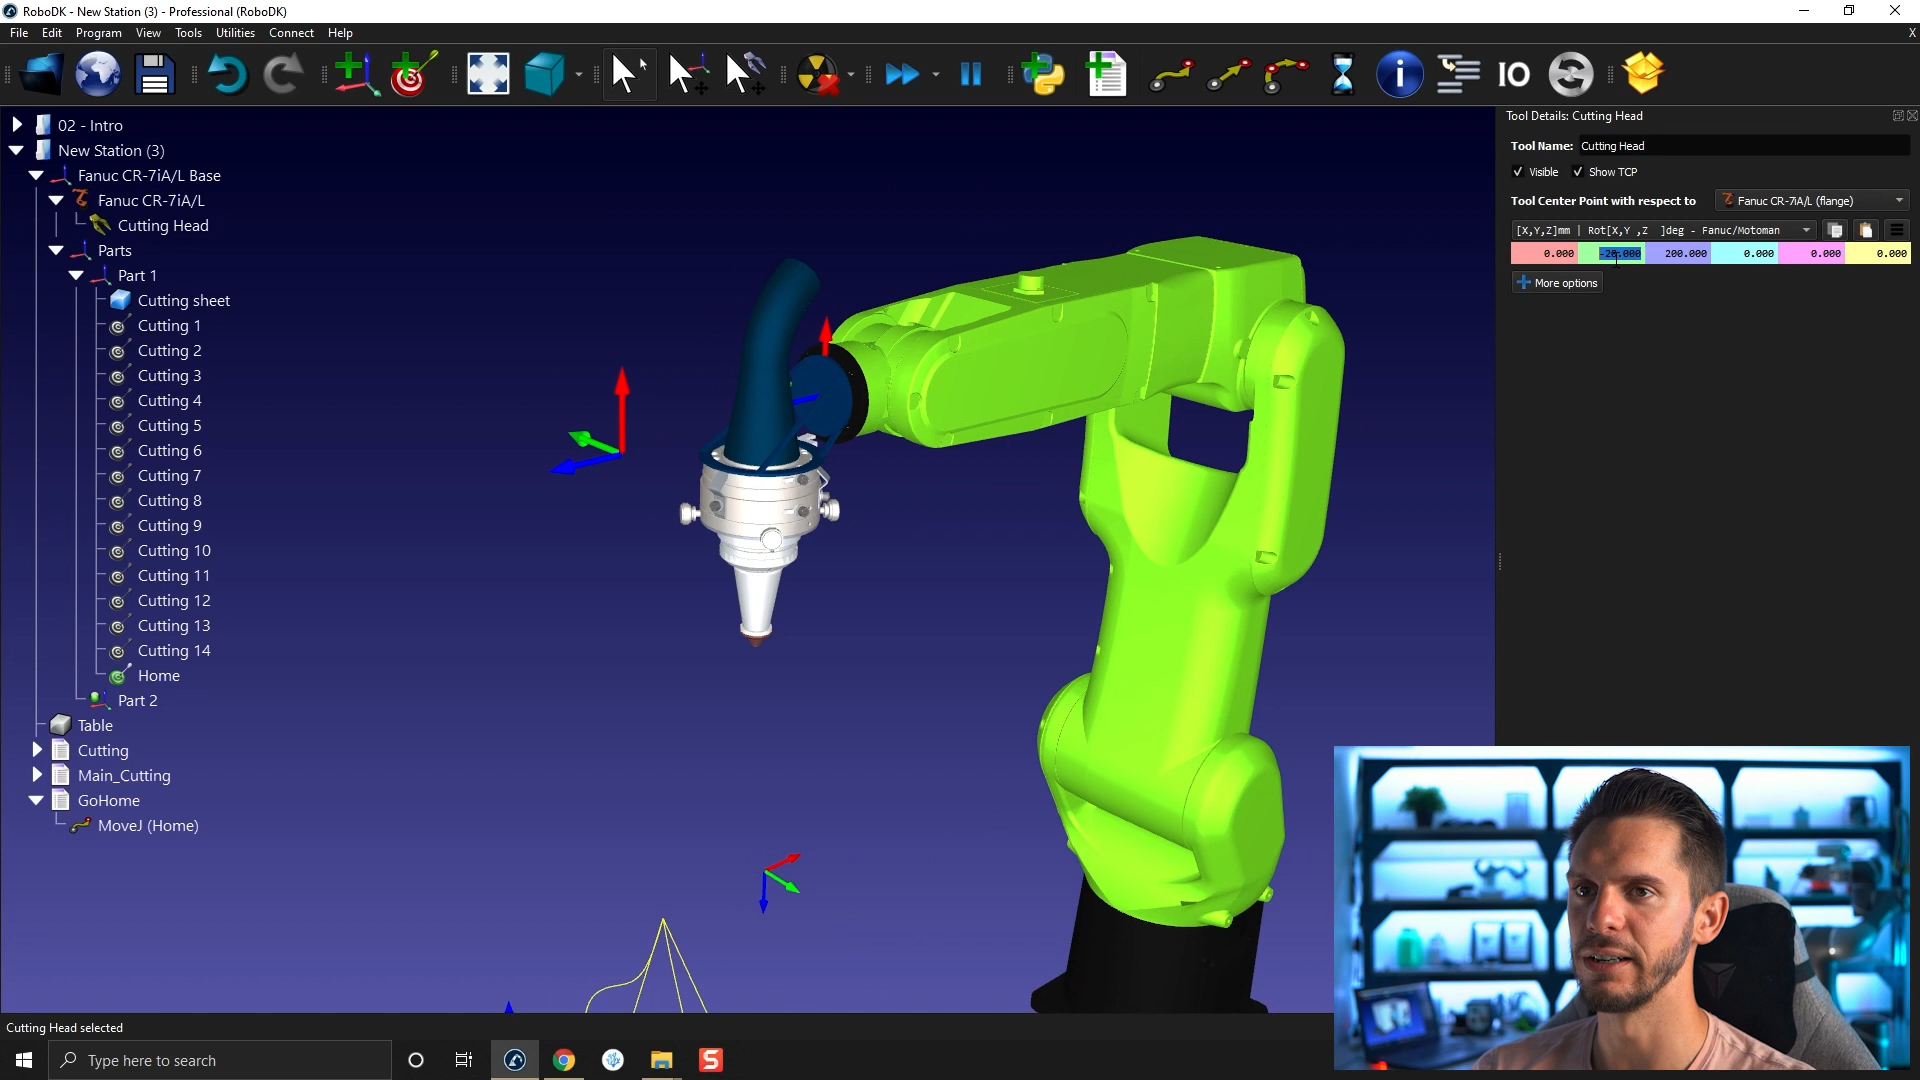 RoboDK - New Station (3) - Professional (RoboDK)
File Edit Program View Tools Utilities Connect Help
X
IO
02 - Intro
New Station (3)
Fanuc CR-7iA/L Base
Fanuc CR-7iA/L
Cutting Head
Parts
Part 1
Cutting sheet
Cutting 1
Cutting 2
Cutting 3
Cutting 4
Cutting 5
Cutting 6
Cutting 7
Cutting 8
Cutting 9
Cutting 10
Cutting 11
Cutting 12
Cutting 13
Cutting 14
Home
Part 2
Table
Cutting
Main_Cutting
GoHome
MoveJ (Home)
Tool Details: Cutting Head
Tool Name: Cutting Head
Visible Show TCP
Tool Center Point with respect to Fanuc CR-7iA/L (flange)
[X,Y,Z]mm | Rot[X,Y ,Z ]deg - Fanuc/Motoman
0.000 -20.000 200.000 0.000 0.000 0.000
More options
Cutting Head selected
Type here to search
S